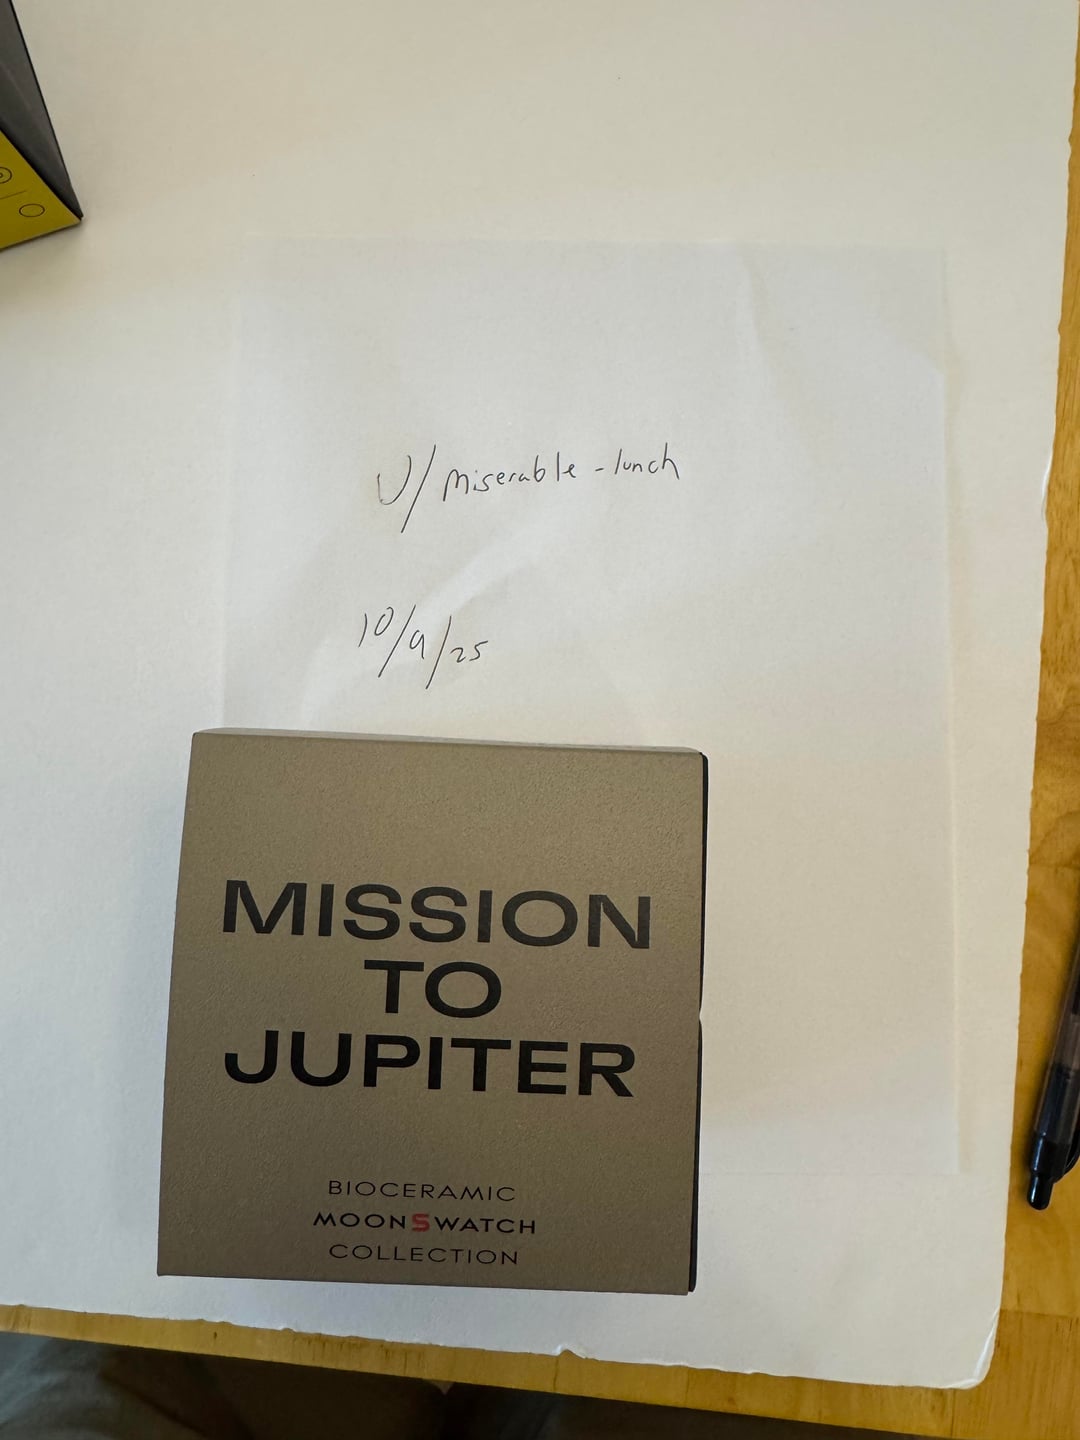 U/miserable-lunch
10/9/25
MISSION
TO
JUPITER
BIOCERAMIC
MOONSWATCH
COLLECTION